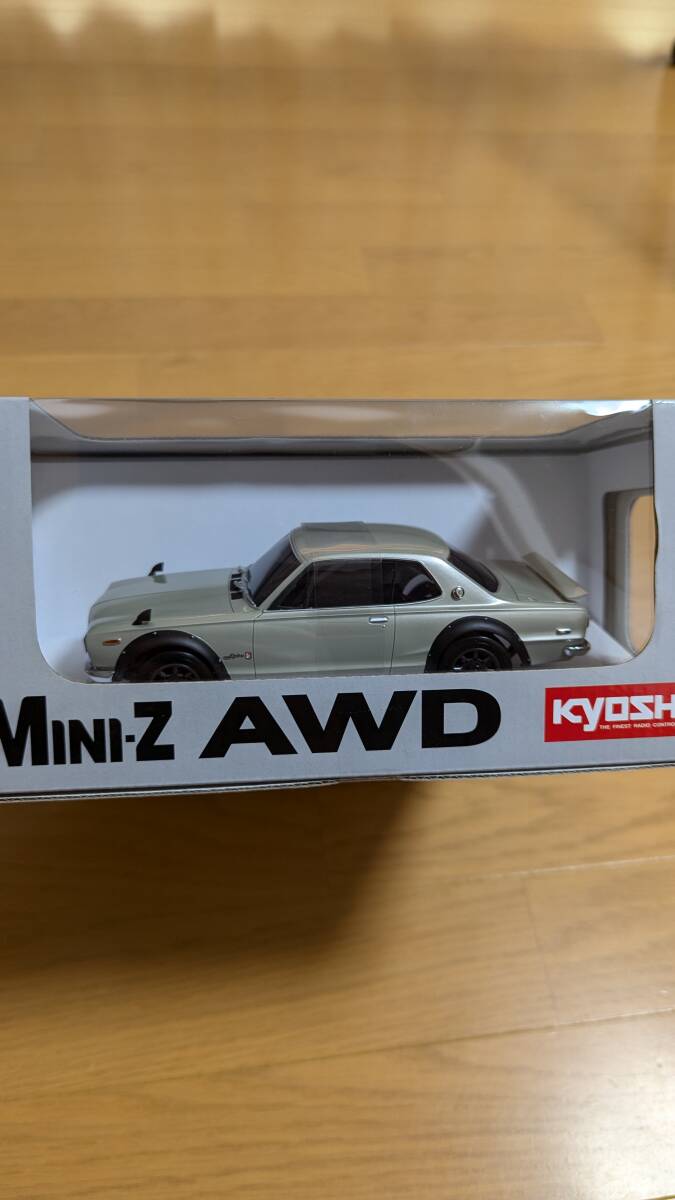 MINI-Z AWD
KYOSH
THE FINEST RADIO CONTRO